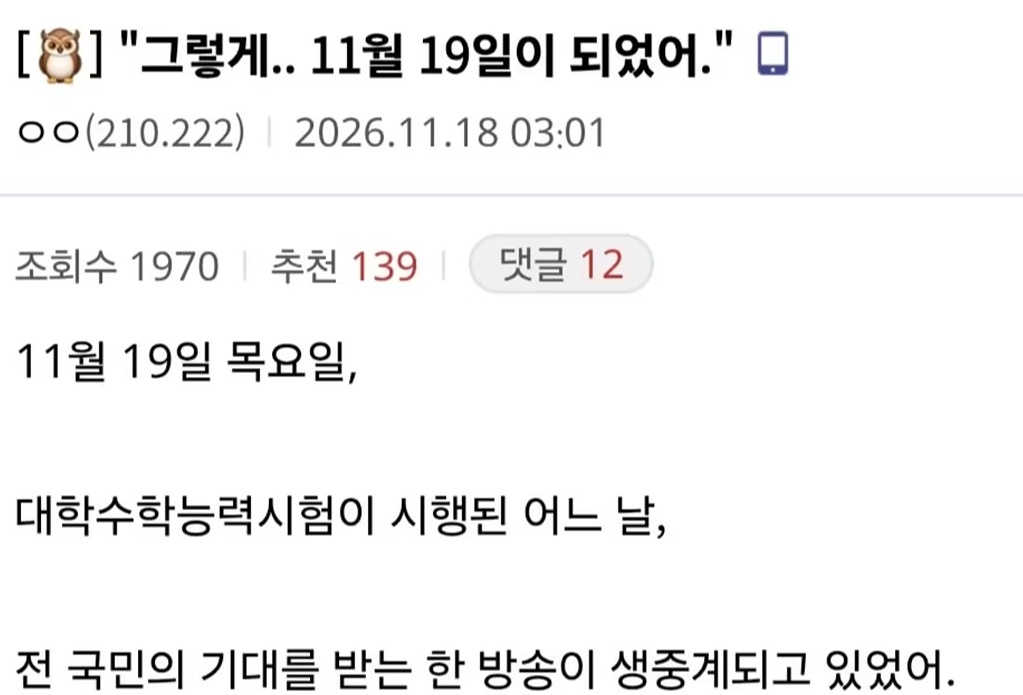 [🦉] "그렇게.. 11월 19일이 되었어."
ㅇㅇ(210.222) | 2026.11.18 03:01
조회수 1970 | 추천 139 | 댓글 12
11월 19일 목요일,
대학수학능력시험이 시행된 어느 날,
전 국민의 기대를 받는 한 방송이 생중계되고 있었어.